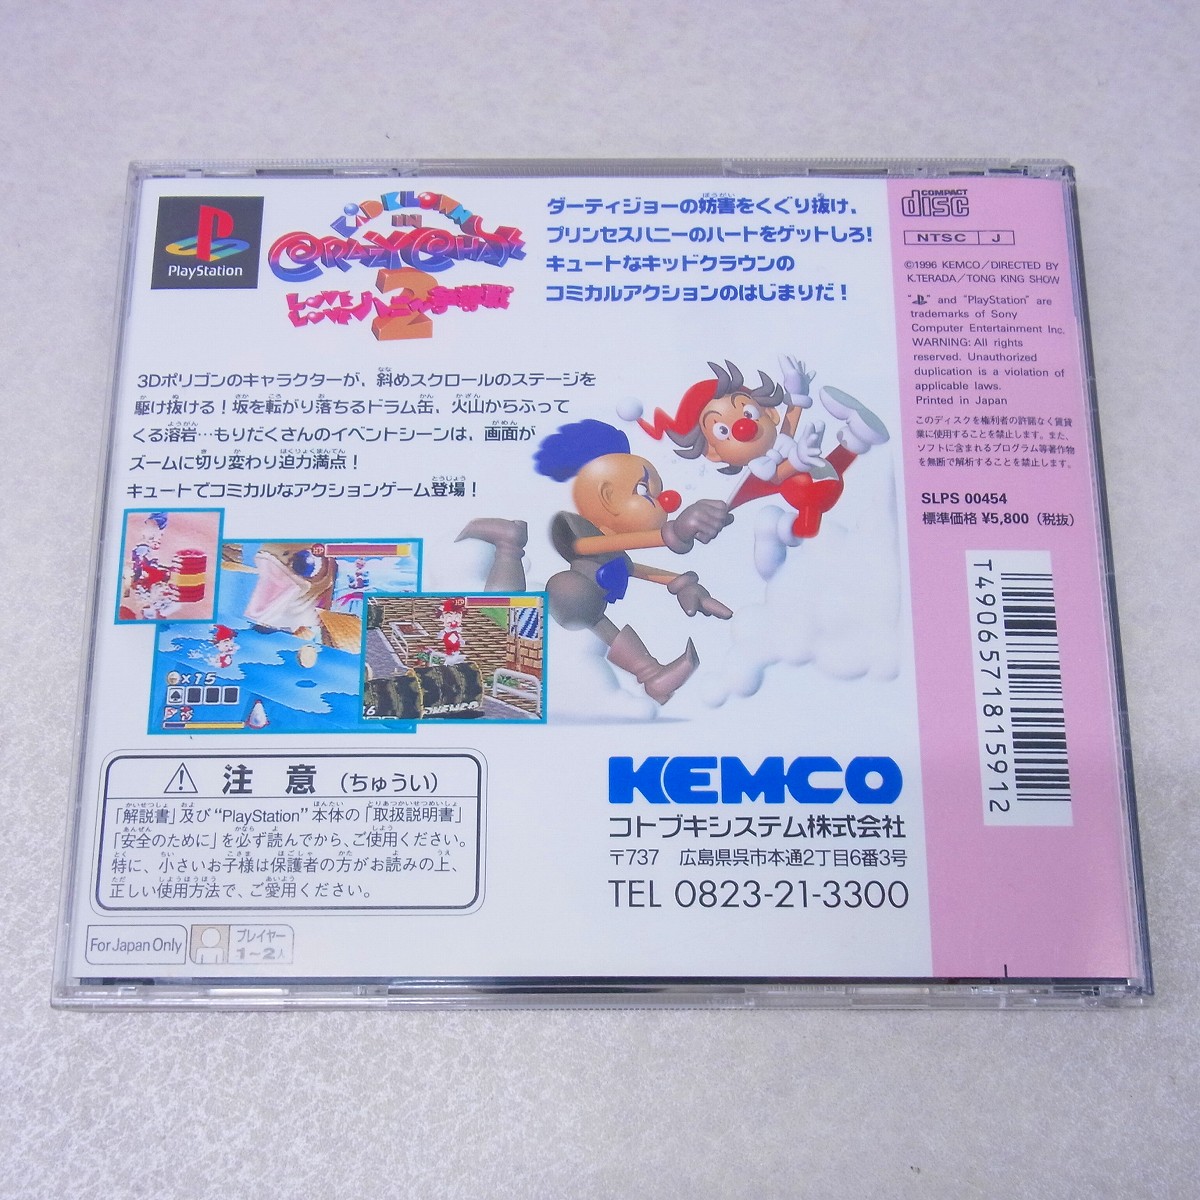 PlayStation
KID KLOWN
IN
CRAZY CHASE
2
LOVE
LOVE ハニー争奪戦
ダーティジョーの妨害をくぐり抜け、
プリンセスハニーのハートをゲットしろ!
キュートなキッドクラウンの
コミカルアクションのはじまりだ!
3Dポリゴンのキャラクターが、斜めスクロールのステージを
駆け抜ける!坂を転がり落ちるドラム缶、火山からふって
くる溶岩…もりだくさんのイベントシーンは、画面が
ズームに切り変わり迫力満点!
キュートでコミカルなアクションゲーム登場!
HP
x15
HP
KEMCO
COMPACT
disc
NTSC J
©1996 KEMCO/DIRECTED BY
K.TERADA/TONG KING SHOW
" " and "PlayStation" are
trademarks of Sony
Computer Entertainment Inc.
WARNING: All rights
reserved. Unauthorized
duplication is a violation of
applicable laws.
Printed in Japan
このディスクを権利者の許諾なく賃貸
業に使用することを禁止します。また、
ソフトに含まれるプログラム等著作物
を無断で解析することを禁止します。
SLPS 00454
標準価格 ¥5,800(税抜)
T4906571815912
注意(ちゅうい)
「解説書」及び"PlayStation"本体の「取扱説明書」
「安全のために」を必ず読んでから、ご使用ください。
特に、小さいお子様は保護者の方がお読みの上、
正しい使用方法で、ご愛用ください。
For Japan Only
プレイヤー
1~2人
KEMCO
コトブキシステム株式会社
〒737 広島県呉市本通2丁目6番3号
TEL 0823-21-3300